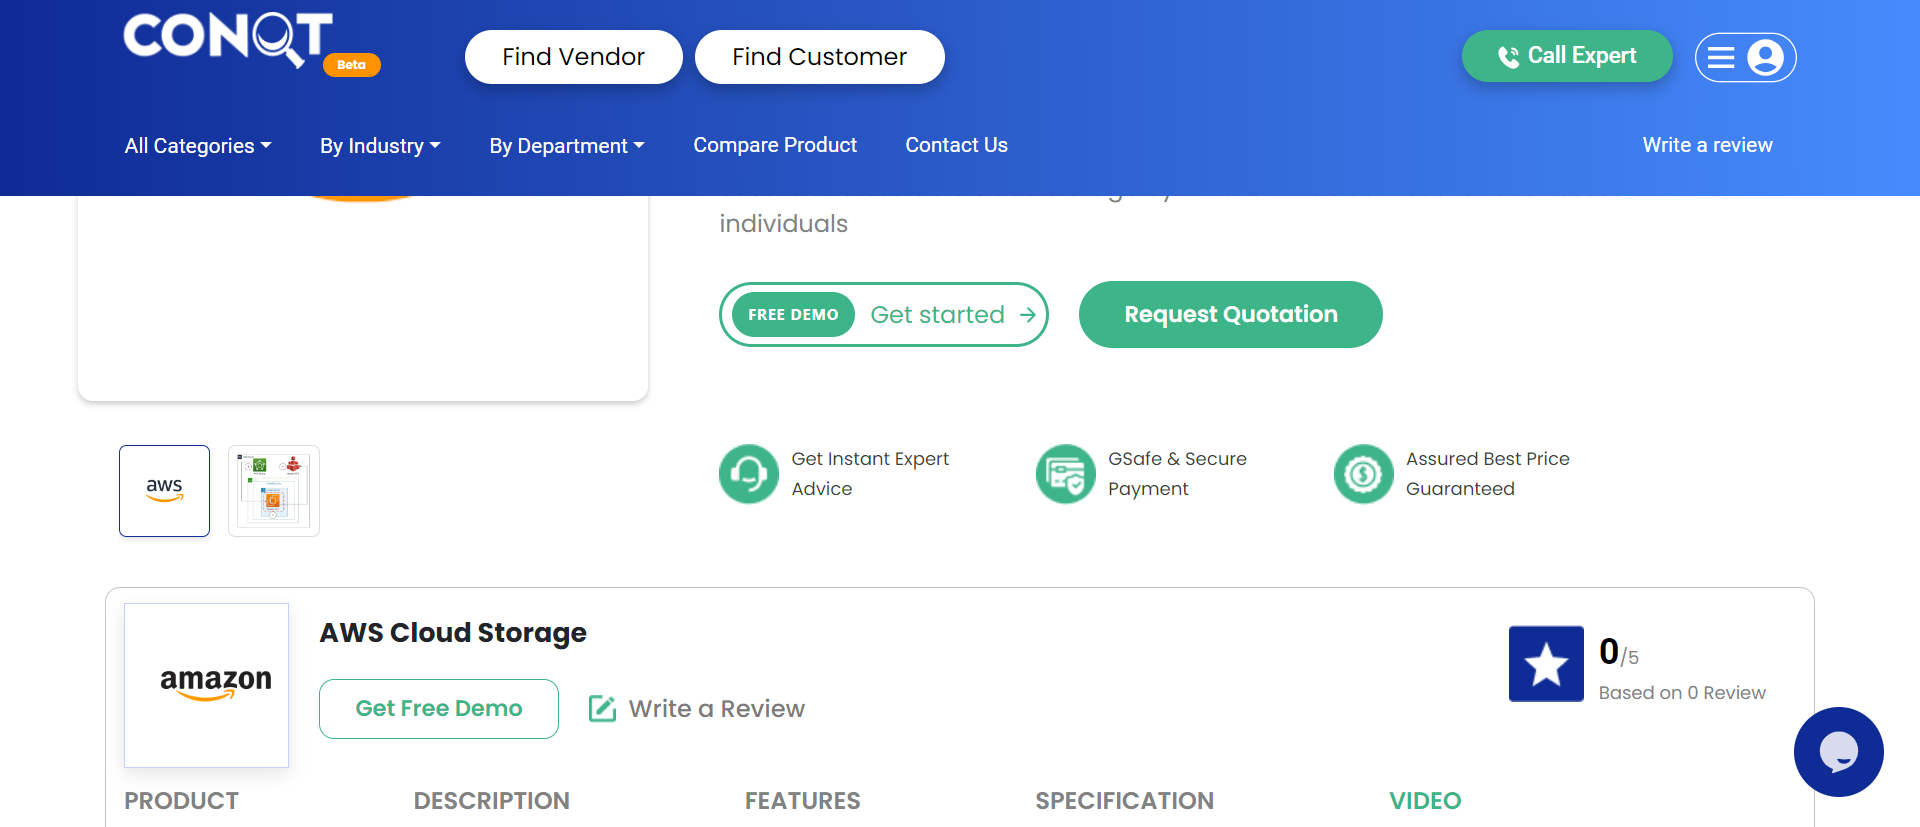 CONQT
Beta
Find Vendor
Find Customer
Call Expert
All Categories
By Industry
By Department
Compare Product
Contact Us
Write a review
individuals
FREE DEMO Get started
Request Quotation
aws
Get Instant Expert
Advice
GSafe & Secure
Payment
Assured Best Price
Guaranteed
amazon
AWS Cloud Storage
Get Free Demo
Write a Review
0/5
Based on 0 Review
PRODUCT
DESCRIPTION
FEATURES
SPECIFICATION
VIDEO